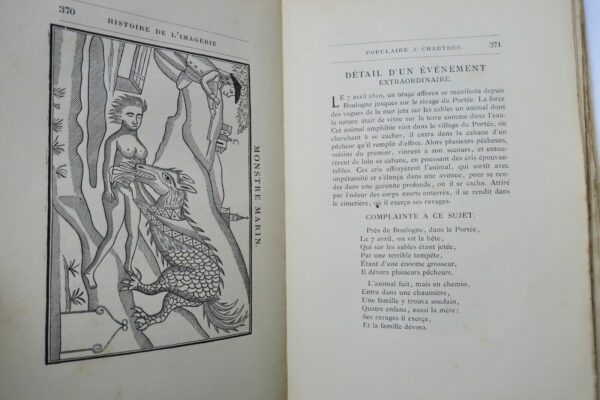 370
HISTOIRE DE L'IMAGERIE
MONSTRE MARIN.
POPULAIRE A CHARTRES.
371
DÉTAIL D'UN ÉVÉNEMENT
EXTRAORDINAIRE.
LE 7 avril 1810, un orage affreux se manifesta depuis
Boulogne jusques sur le rivage du Portée. La force
des vagues de la mer jeta sur les sables un animal dont
la nature était de vivre sur la terre comme dans l'eau.
Cet animal amphibie vint dans le village du Portée, où
cherchant à se cacher, il entra dans la cabane d'un
pêcheur qu'il remplit d'effroi. Alors plusieurs pêcheurs,
voisins du premier, vinrent à son secours, et entou-
rèrent de loin sa cabane, en poussant des cris épouvan-
tables. Ces cris effrayèrent l'animal, qui sortit avec
impétuosité et s'élança dans une avenue, pour se ren-
dre dans une garenne profonde, où il se cacha. Attiré
par l'odeur des corps morts enterrés, il se rendit dans
le cimetière, où il exerça ses ravages.
COMPLAINTE A CE SUJET.
Près de Boulogne, dans le Portée,
Le 7 avril, on vit la bête,
Qui sur les sables étant jetée,
Par une terrible tempête,
Étant d'une énorme grosseur,
Il dévora plusieurs pêcheurs.
L'animal fuit, mais en chemin,
Entra dans une chaumière,
Une famille y trouva soudain,
Quatre enfans, aussi la mère;
Ses ravages il exerça,
Et la famille dévora.